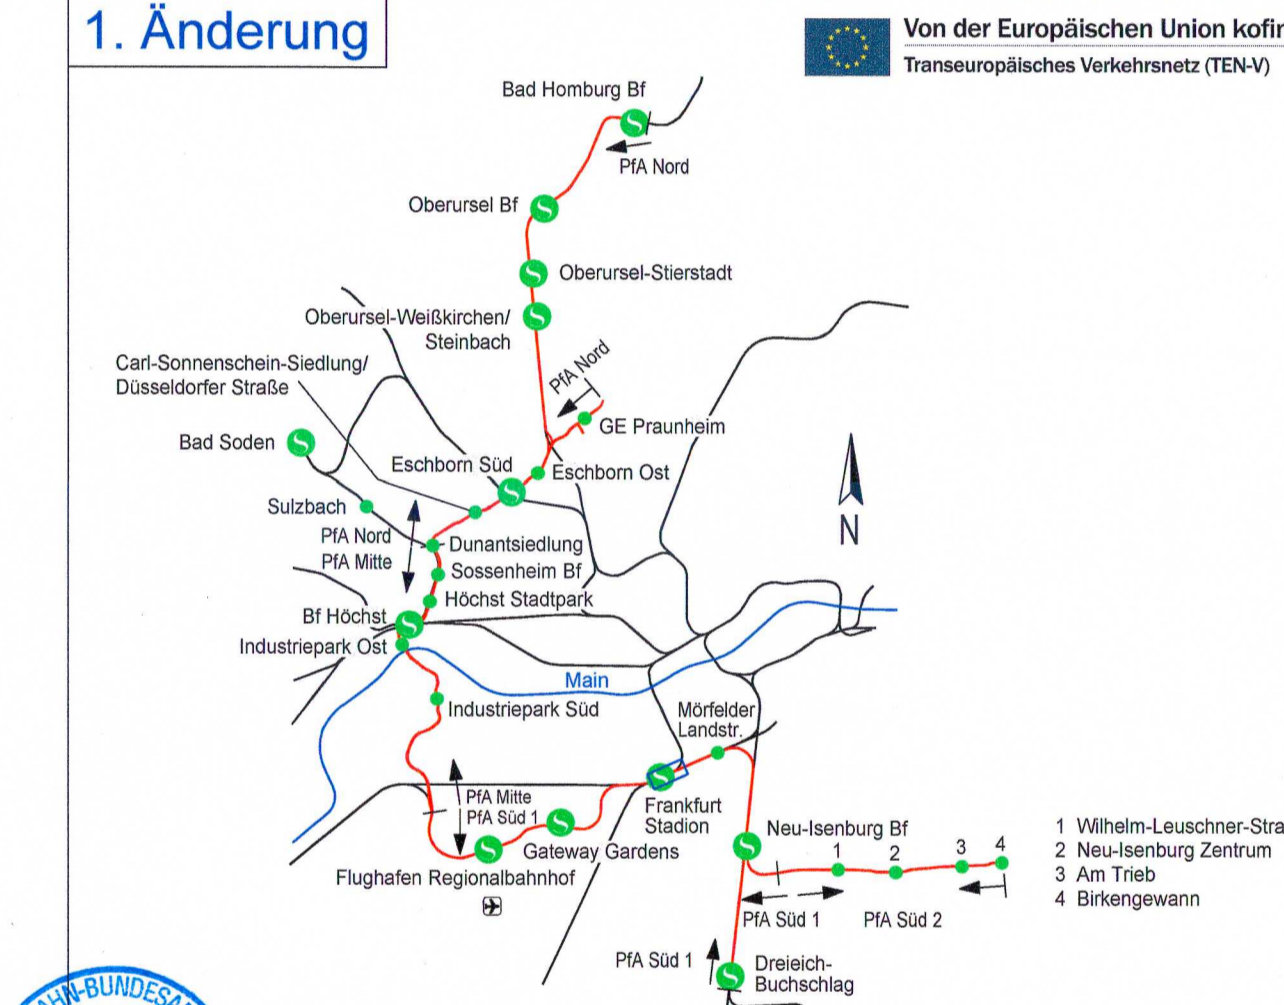 1. Änderung
Von der Europäischen Union
Transeuropäisches Verkehrsnetz (TEN-V)
Bad Homburg Bf
PfA Nord
Oberursel Bf
Oberursel-Stierstadt
Oberursel-Weißkirchen/
Steinbach
Carl-Sonnenschein-Siedlung/
Düsseldorfer Straße
PfA Nord
GE Praunheim
Bad Soden
Eschborn Süd
Eschborn Ost
Sulzbach
PfA Nord
PfA Mitte
Dunantsiedlung
Sossenheim Bf
Höchst Stadtpark
N
Bf Höchst
Industriepark Ost
Main
Industriepark Süd
Mörfelder
Landstr.
PfA Mitte
PfA Süd 1
Frankfurt
Stadion
Gateway Gardens
Flughafen Regionalbahnhof
Neu-Isenburg Bf
1 2 3 4
PfA Süd 1 PfA Süd 2
1 Wilhelm-Leuschner-
2 Neu-Isenburg Zentrum
3 Am Trieb
4 Birkengewann
PfA Süd 1
Dreieich-
Buchschlag